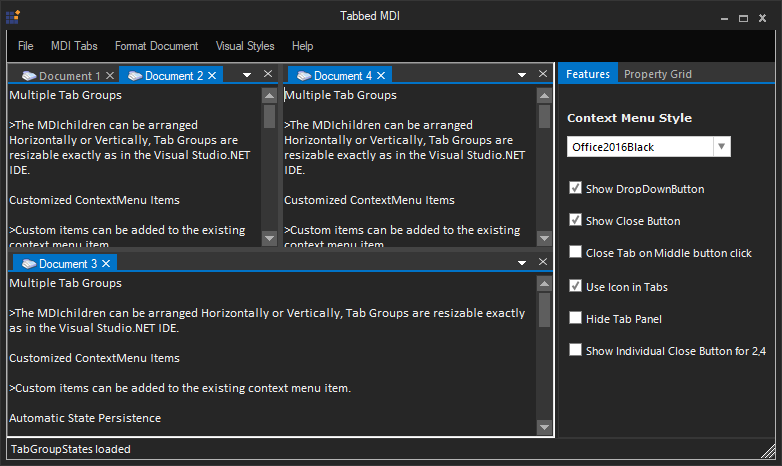 Tabbed MDI
File MDI Tabs Format Document Visual Styles Help
Document 1 Document 2
Multiple Tab Groups
>The MDIchildren can be arranged
Horizontally or Vertically, Tab Groups are
resizable exactly as in the Visual Studio.NET
IDE.
Customized ContextMenu Items
>Custom items can be added to the existing
context menu item.
Document 4
Multiple Tab Groups
>The MDIchildren can be arranged
Horizontally or Vertically, Tab Groups are
resizable exactly as in the Visual Studio.NET
IDE.
Customized ContextMenu Items
>Custom items can be added to the existing
context menu item.
Document 3
Multiple Tab Groups
>The MDIchildren can be arranged Horizontally or Vertically, Tab Groups are resizable exactly
as in the Visual Studio.NET IDE.
Customized ContextMenu Items
>Custom items can be added to the existing context menu item.
Automatic State Persistence
Features Property Grid
Context Menu Style
Office2016Black
Show DropDownButton
Show Close Button
Close Tab on Middle button click
Use Icon in Tabs
Hide Tab Panel
Show Individual Close Button for 2,4
TabGroupStates loaded